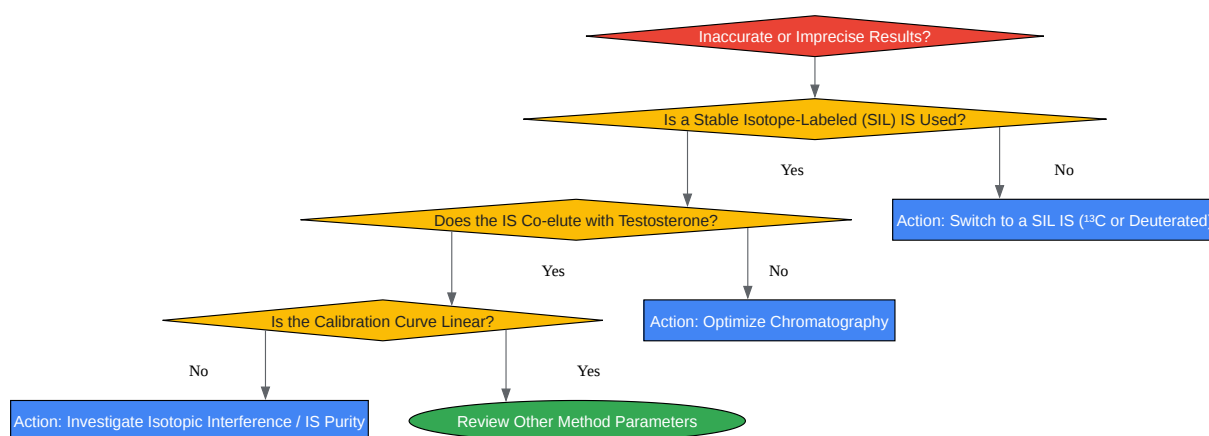 Inaccurate or Imprecise Results?
Is a Stable Isotope-Labeled (SIL) IS Used?
Yes
No
Does the IS Co-elute with Testosterone?
Action: Switch to a SIL IS (¹³C or Deuterated)
Yes
No
Is the Calibration Curve Linear?
Action: Optimize Chromatography
No
Yes
Action: Investigate Isotopic Interference / IS Purity
Review Other Method Parameters